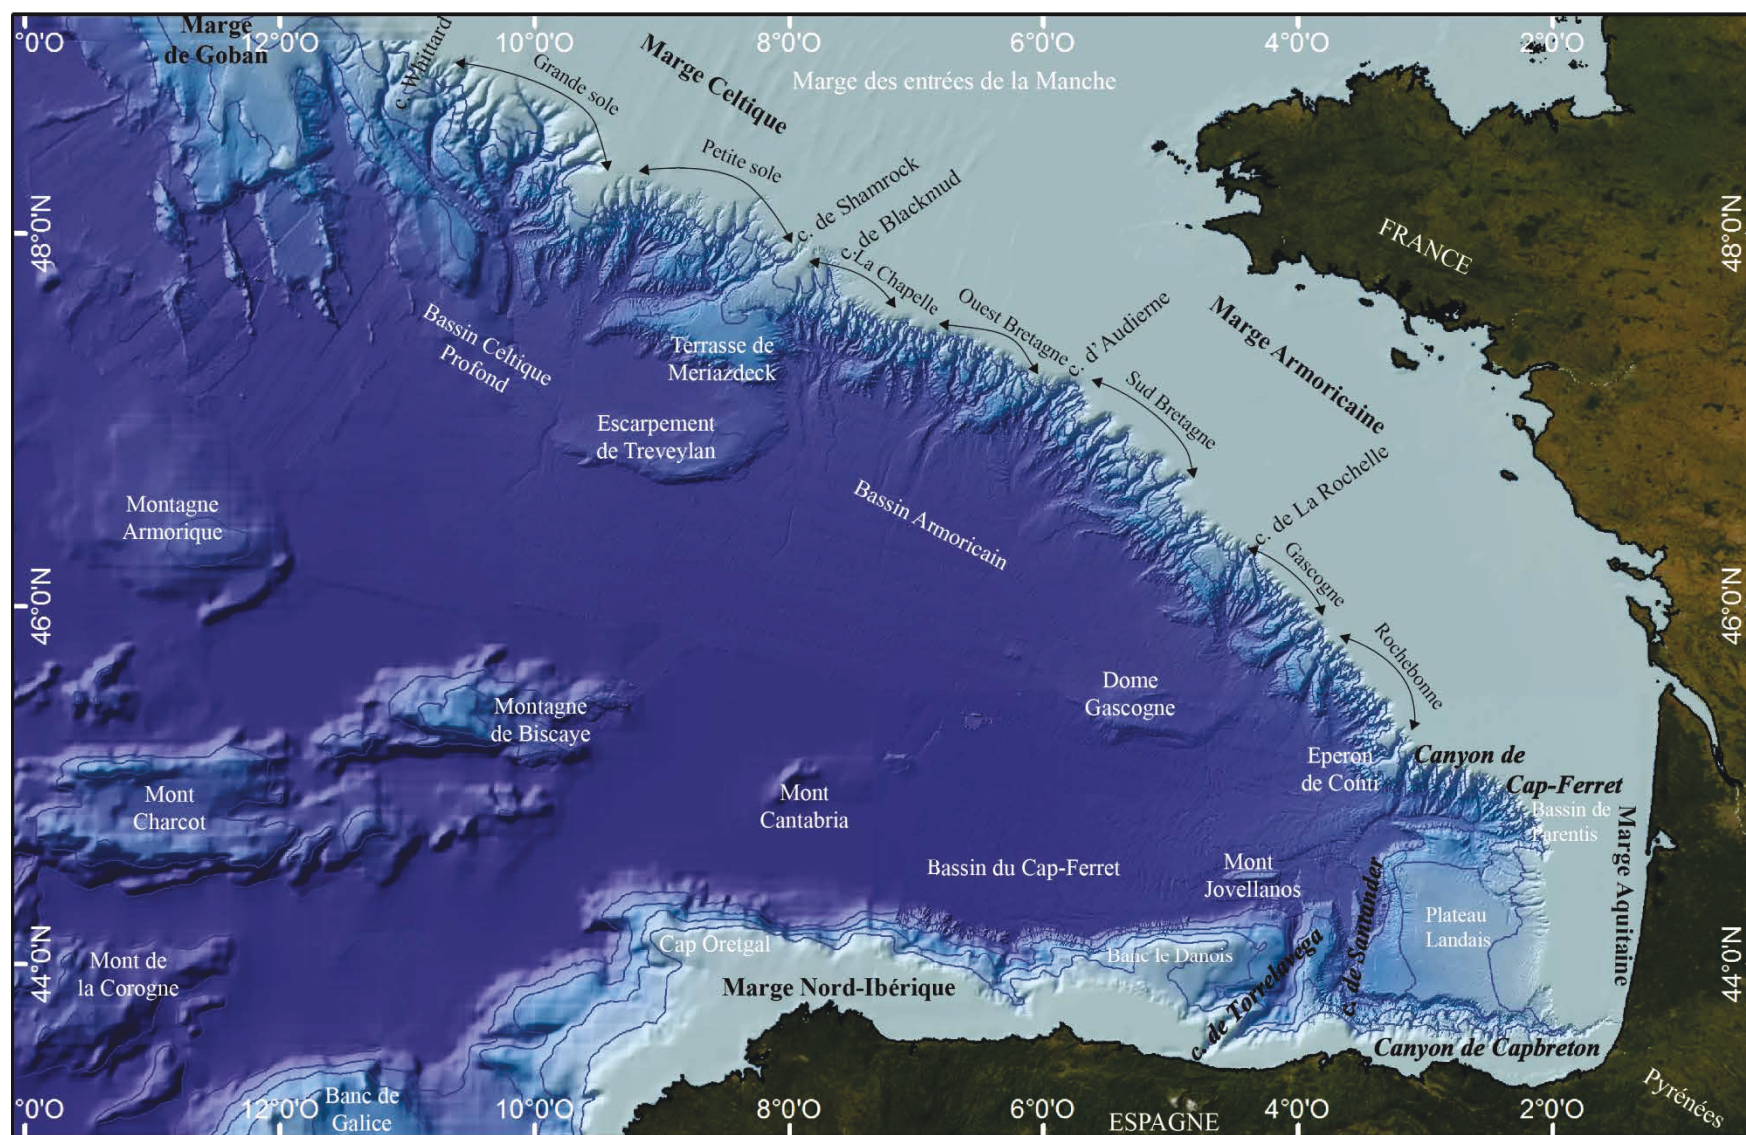 Marge
de Goban
°0'O
12°0'O
10°0'O
8°0'O
6°0'O
4°0'O
2°0'O
c. Whittard
Grande sole
Marge Celtique
Marge des entrées de la Manche
Petite sole
c. de Shamrock
c. de Blackmud
La Chapelle
Ouest Bretagne
c. d'Audierne
Sud Bretagne
Marge Armoricaine
FRANCE
48°0'N
48°0'N
Bassin Celtique
Profond
Terrasse de
Meriazdeck
Escarpement
de Treveylan
Bassin Armoricain
c. de La Rochelle
Gascogne
Rochebonne
Montagne
Armorique
46°0'N
46°0'N
Montagne
de Biscaye
Dome
Gascogne
Eperon
de Conti
Canyon de
Cap-Ferret
Bassin de
Parentis
Mont
Charcot
Mont
Cantabria
Bassin du Cap-Ferret
Mont
Jovellanos
c. de Santander
Plateau
Landais
Marge Aquitaine
Mont de
la Corogne
44°0'N
44°0'N
Cap Oretgal
Banc le Danois
Marge Nord-Ibérique
c. de Torrelavega
Canyon de Capbreton
Pyrénées
Banc de
Galice
ESPAGNE
°0'O
12°0'O
10°0'O
8°0'O
6°0'O
4°0'O
2°0'O